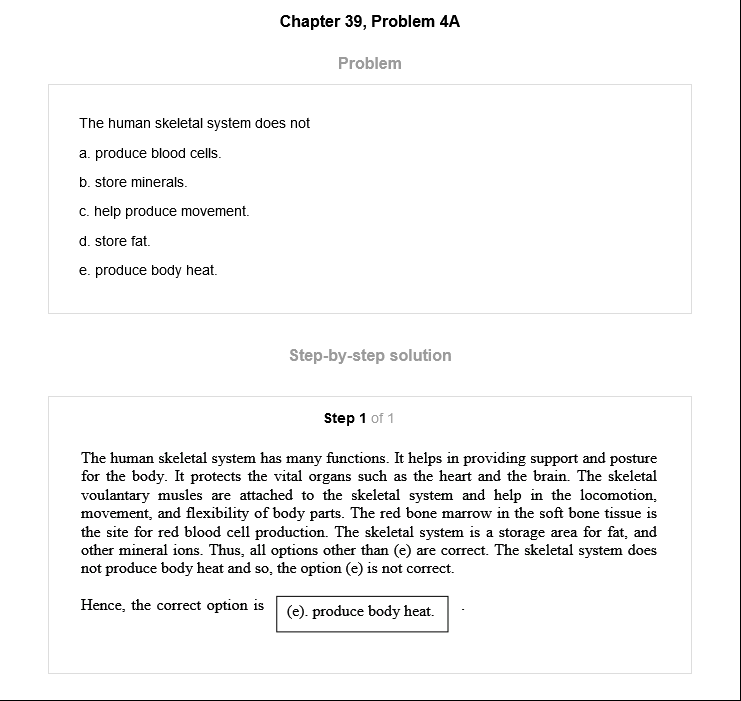 Chapter 39, Problem 4A
Problem
The human skeletal system does not
a. produce blood cells.
b. store minerals.
c. help produce movement.
d. store fat.
e. produce body heat.
Step-by-step solution
Step 1 of 1
The human skeletal system has many functions. It helps in providing support and posture
for the body. It protects the vital organs such as the heart and the brain. The skeletal
voulantary musles are attached to the skeletal system and help in the locomotion,
movement, and flexibility of body parts. The red bone marrow in the soft bone tissue is
the site for red blood cell production. The skeletal system is a storage area for fat, and
other mineral ions. Thus, all options other than (e) are correct. The skeletal system does
not produce body heat and so, the option (e) is not correct.
Hence, the correct option is (e). produce body heat. .